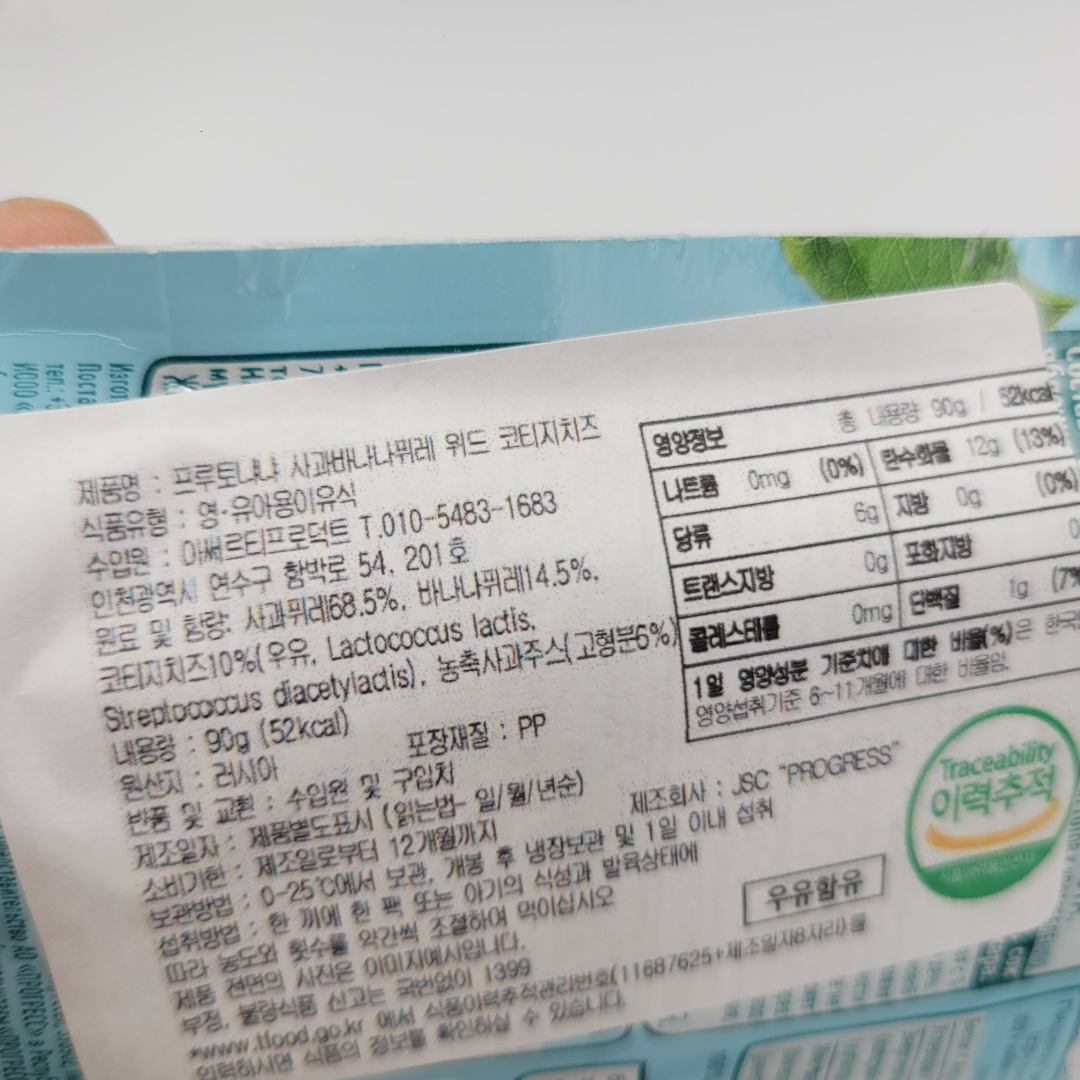 제품명 : 프루토냐냐 사과바나나퓌레 위드 코티지치즈
식품유형 : 영·유아용이유식
수입원 : 아쎄르티프로덕트 T.010-5483-1683
인천광역시 연수구 함박로 54, 201호
원료 및 함량: 사과퓌레68.5%, 바나나퓌레14.5%,
코티지치즈10%(우유, Lactococcus lactis,
Streptococcus diacetylactis), 농축사과주스(고형분6%)
내용량 : 90g (52kcal)
포장재질 : PP
원산지 : 러시아
반품 및 교환 : 수입원 및 구입처
제조일자 : 제품별도표시 (읽는법- 일/월/년순)
제조회사 : JSC "PROGRESS"
소비기한 : 제조일로부터 12개월까지
보관방법 : 0-25℃에서 보관, 개봉 후 냉장보관 및 1일 이내 섭취
섭취방법 : 한 끼에 한 팩 또는 아기의 식성과 발육상태에
따라 농도와 횟수를 약간씩 조절하여 먹이십시오
제품 전면의 사진은 이미지예시입니다.
부정, 불량식품 신고는 국번없이 1399
*www.tfood.go.kr 에서 식품이력추적관리번호(11687625+제조일자8자리)를
입력하시면 식품의 정보를 확인하실 수 있습니다.
우유함유
영양정보 총 내용량 90g / 52kcal
나트륨 0mg (0%) 탄수화물 12g (13%)
당류 6g 지방 0g (0%)
트랜스지방 0g 포화지방 0
콜레스테롤 0mg 단백질 1g (7%
1일 영양성분 기준치에 대한 비율(%)은 한국
영양섭취기준 6~11개월에 대한 비율임.
Traceability
이력추적